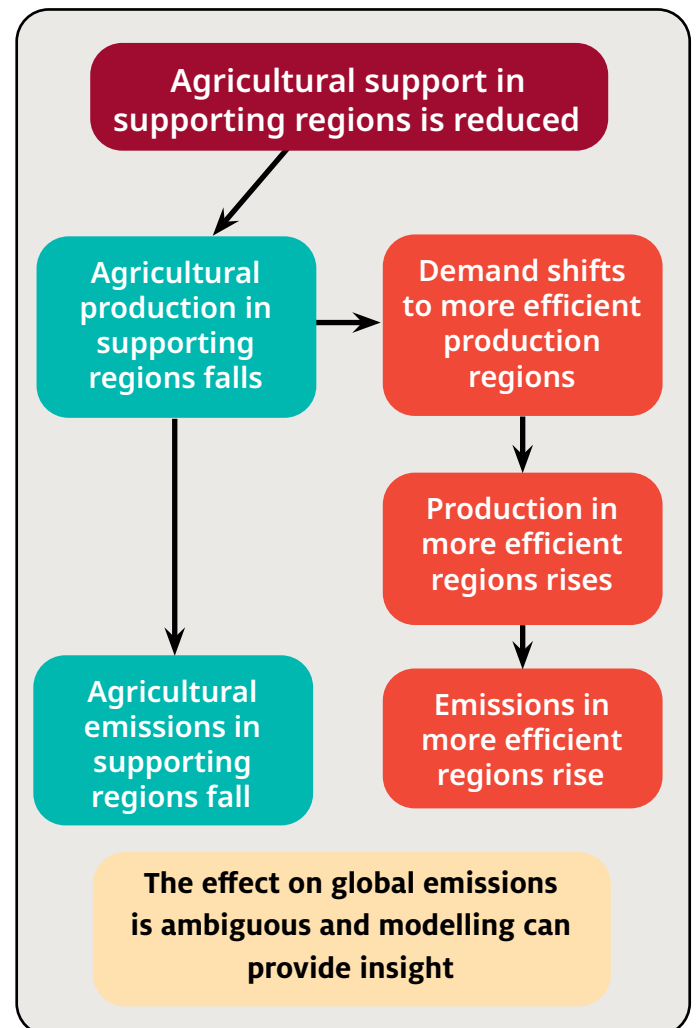 Agricultural support in
supporting regions is reduced
Agricultural
production in
supporting
regions falls
Demand shifts
to more efficient
production
regions
Production in
more efficient
regions rises
Agricultural
emissions in
supporting
regions fall
Emissions in
more efficient
regions rise
The effect on global emissions
is ambiguous and modelling can
provide insight